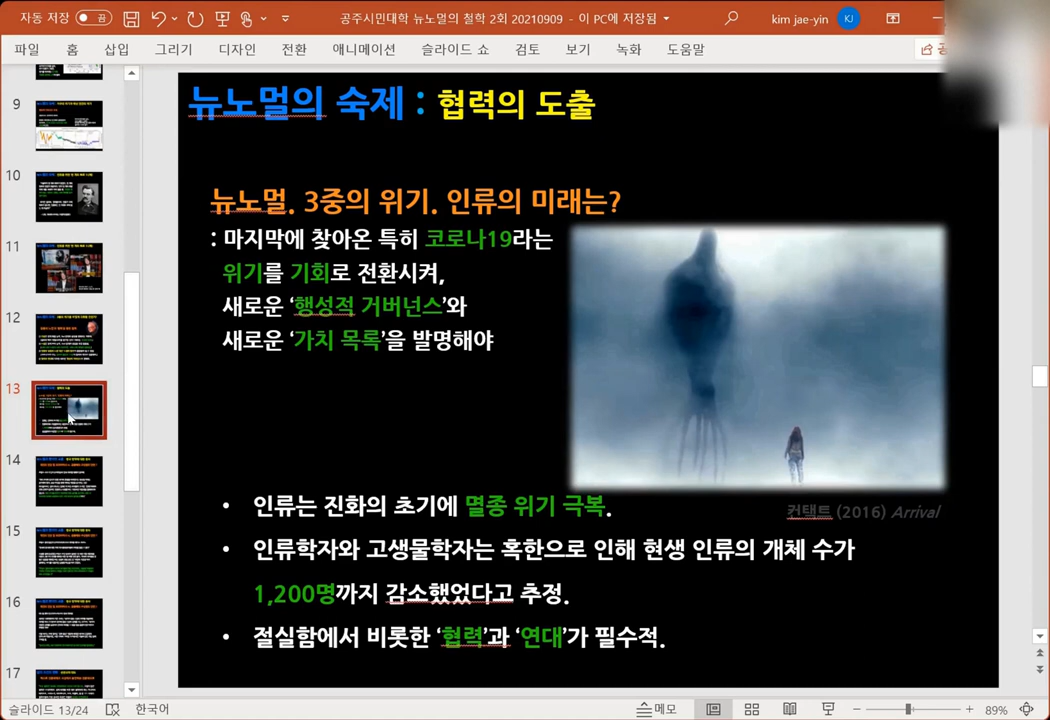 자동 저장
끔
공주시민대학 뉴노멀의 철학 2회 20210909 - 이 PC에 저장됨
kim jae-yin
KJ
파일 홈 삽입 그리기 디자인 전환 애니메이션 슬라이드 쇼 검토 보기 녹화 도움말
9
10
11
12
13
14
15
16
17
뉴노멀의 숙제 : 협력의 도출
뉴노멀. 3중의 위기. 인류의 미래는?
: 마지막에 찾아온 특히 코로나19라는
위기를 기회로 전환시켜,
새로운 ‘행성적 거버넌스’와
새로운 ‘가치 목록’을 발명해야
컨택트 (2016) Arrival
• 인류는 진화의 초기에 멸종 위기 극복.
• 인류학자와 고생물학자는 혹한으로 인해 현생 인류의 개체 수가
1,200명까지 감소했었다고 추정.
• 절실함에서 비롯한 ‘협력’과 ‘연대’가 필수적.
슬라이드 13/24
한국어
메모
89%